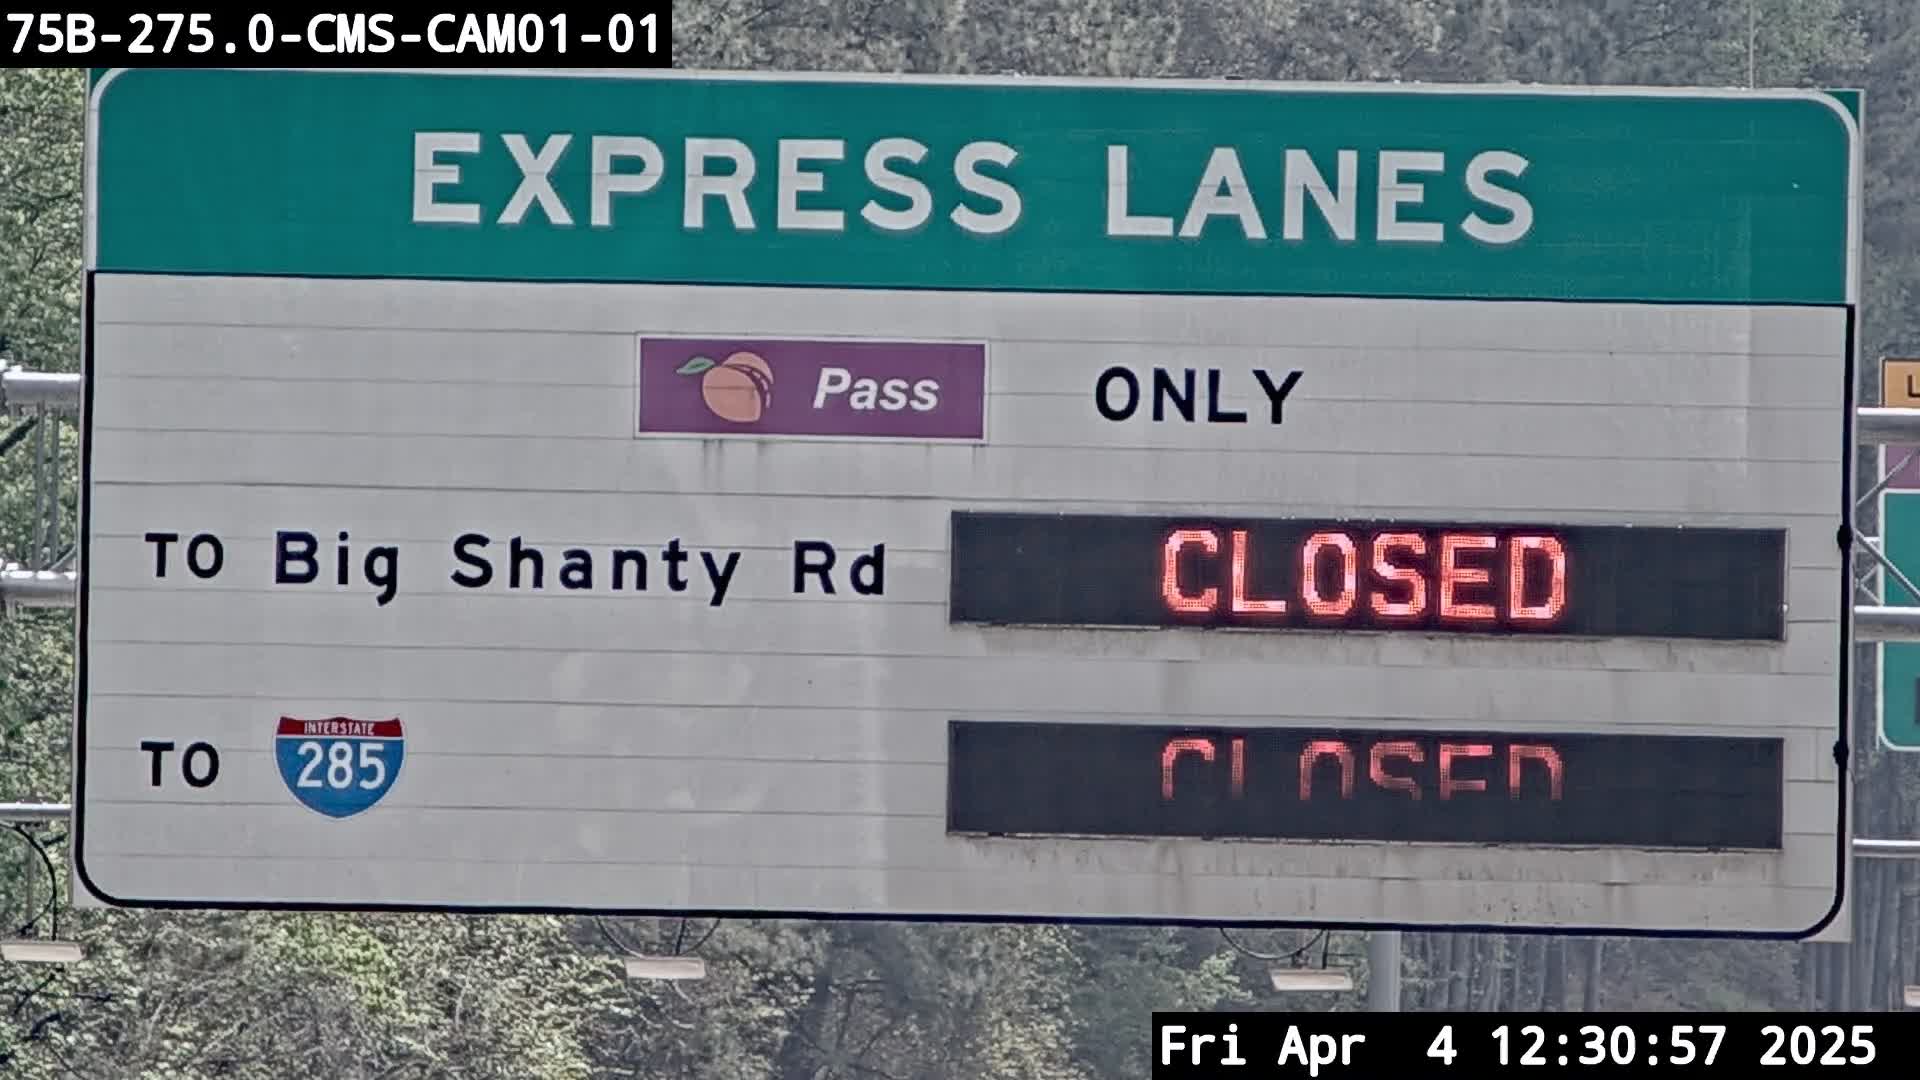 75B-275.0-CMS-CAM01-01
EXPRESS LANES
Pass ONLY
TO Big Shanty Rd CLOSED
TO INTERSTATE 285 CLOSED
Fri Apr 4 12:30:57 2025